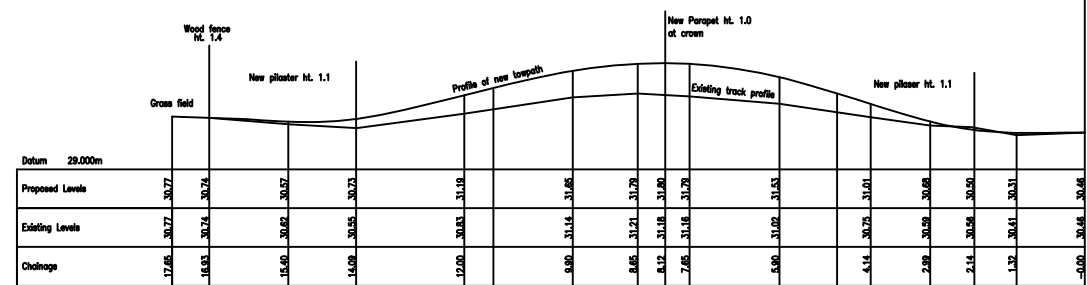 New Parapet ht. 1.0
at crown
Wood fence
ht. 1.4
New pilaster ht. 1.1
Profile of new towpath
Existing track profile
New pilaser ht. 1.1
Grass field
Datum 29.000m
Proposed Levels 30.77 30.74 30.57 30.73 31.19 31.65 31.79 31.80 31.79 31.53 31.01 30.68 30.50 30.31 30.46
Existing Levels 30.77 30.74 30.62 30.55 30.83 31.14 31.21 31.18 31.16 31.02 30.75 30.59 30.56 30.41 30.46
Chainage 17.65 16.93 15.40 14.09 12.00 9.90 8.65 8.12 7.65 5.90 4.14 2.99 2.14 1.32 -0.00